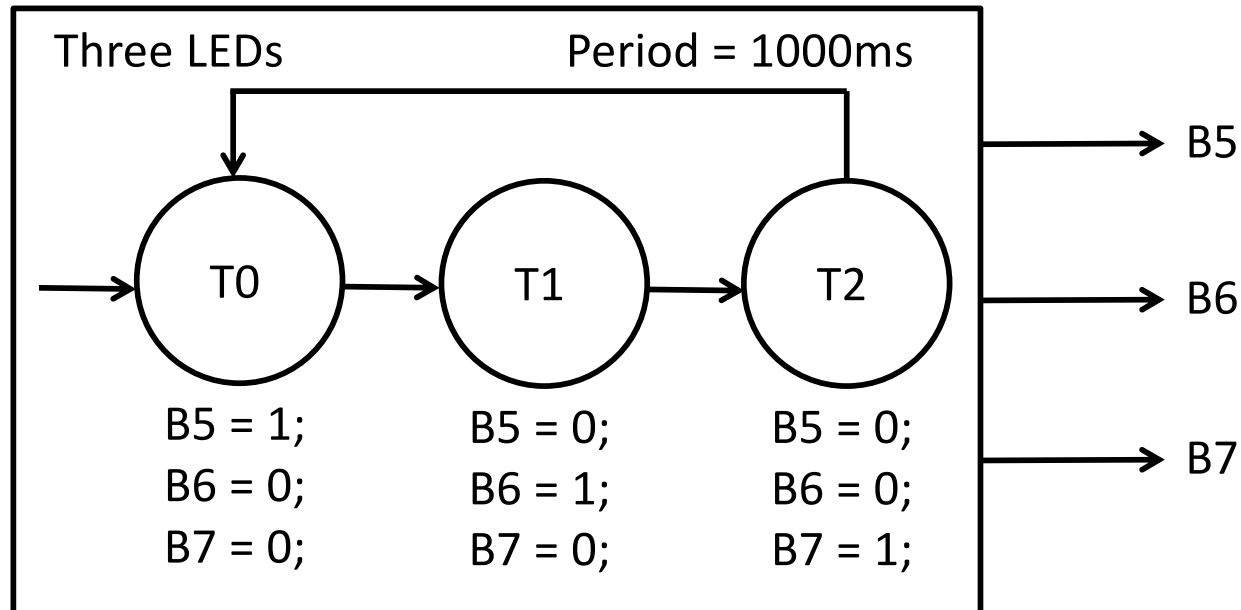 Three LEDs Period = 1000ms
B5
T0 T1 T2
B6
B5 = 1; B5 = 0; B5 = 0;
B7
B6 = 0; B6 = 1; B6 = 0;
B7 = 0; B7 = 0; B7 = 1;